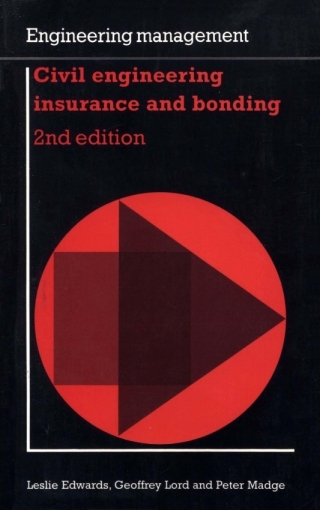 Engineering management
Civil engineering
insurance and bonding
2nd edition
Leslie Edwards, Geoffrey Lord and Peter Madge